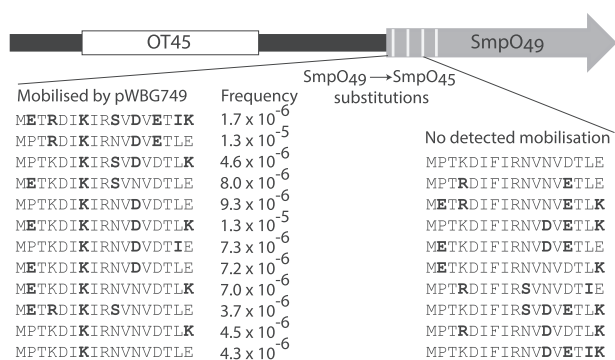 OT45
SmpO49
SmpO49 → SmpO45
substitutions
Mobilised by pWBG749 Frequency
METRDIKIRSVDVETIK 1.7 x 10⁻⁶
MPTRDIKIRNVDVETLE 1.3 x 10⁻⁵
MPTKDIKIRSVDVDTLK 4.6 x 10⁻⁶
METKDIKIRSVNVDTLE 8.0 x 10⁻⁶
MPTKDIKIRNVDVDTLE 9.3 x 10⁻⁶
METKDIKIRNVDVDTLK 1.3 x 10⁻⁵
MPTKDIKIRNVDVDTIE 7.3 x 10⁻⁶
METKDIKIRNVDVDTLE 7.2 x 10⁻⁶
MPTKDIKIRNVNVDTLK 7.0 x 10⁻⁶
METRDIKIRSVNVDTLE 3.7 x 10⁻⁶
MPTKDIKIRNVNVDTLK 4.5 x 10⁻⁶
MPTKDIKIRNVNVDTLE 4.3 x 10⁻⁶
No detected mobilisation
MPTKDIFIRNVNVDTLE
MPTRDIFIRNVNVETLE
METRDIFIRNVNVETLK
METKDIFIRNVDVETLK
METKDIFIRNVDVETLE
METKDIFIRNVNVDTLK
MPTRDIFIRSVNVDTIE
MPTRDIFIRSVDVETLK
MPTRDIFIRNVDVDTLK
MPTKDIFIRNVDVETIK